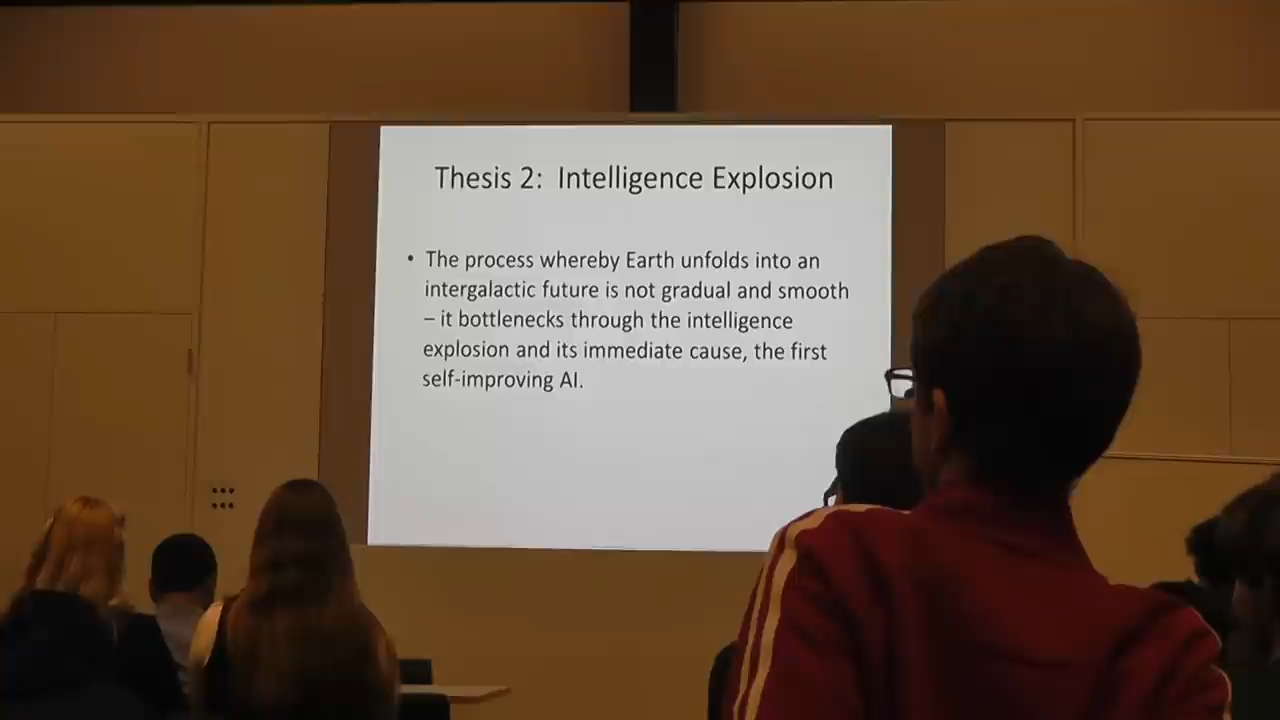 Thesis 2: Intelligence Explosion
• The process whereby Earth unfolds into an
intergalactic future is not gradual and smooth
– it bottlenecks through the intelligence
explosion and its immediate cause, the first
self-improving AI.